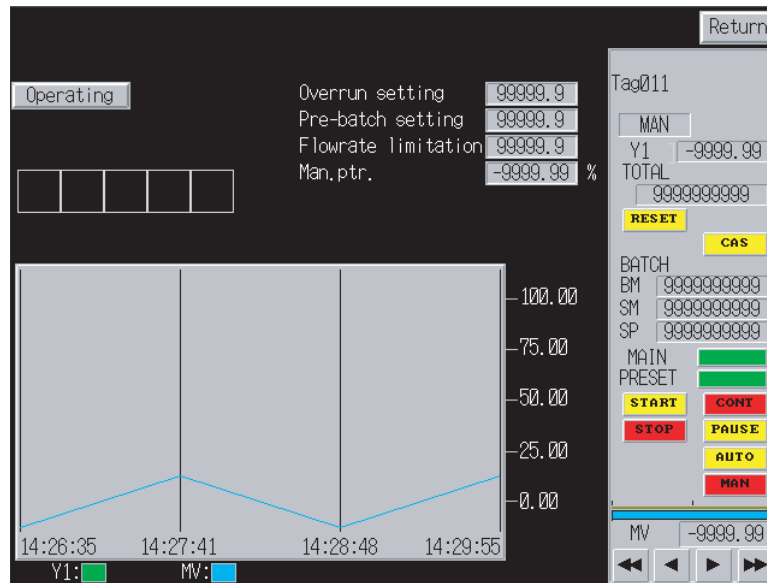 Return
Operating
Overrun setting 99999.9
Pre-batch setting 99999.9
Flowrate limitation 99999.9
Man.ptr. -9999.99 %
Tag011
MAN
Y1 -9999.99
TOTAL
9999999999
RESET
CAS
BATCH
BM 9999999999
SM 9999999999
SP 9999999999
MAIN
PRESET
START CONT
STOP PAUSE
AUTO
MAN
MV -9999.99
100.00
75.00
50.00
25.00
0.00
14:26:35 14:27:41 14:28:48 14:29:55
Y1: MV: